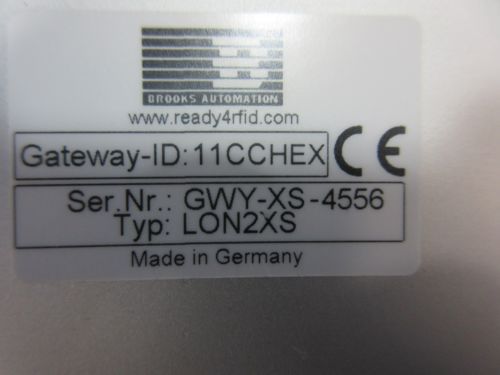 BROOKS AUTOMATION
www.ready4rfid.com
Gateway-ID: 11CCHEX
CE
Ser.Nr.: GWY-XS-4556
Typ: LON2XS
Made in Germany